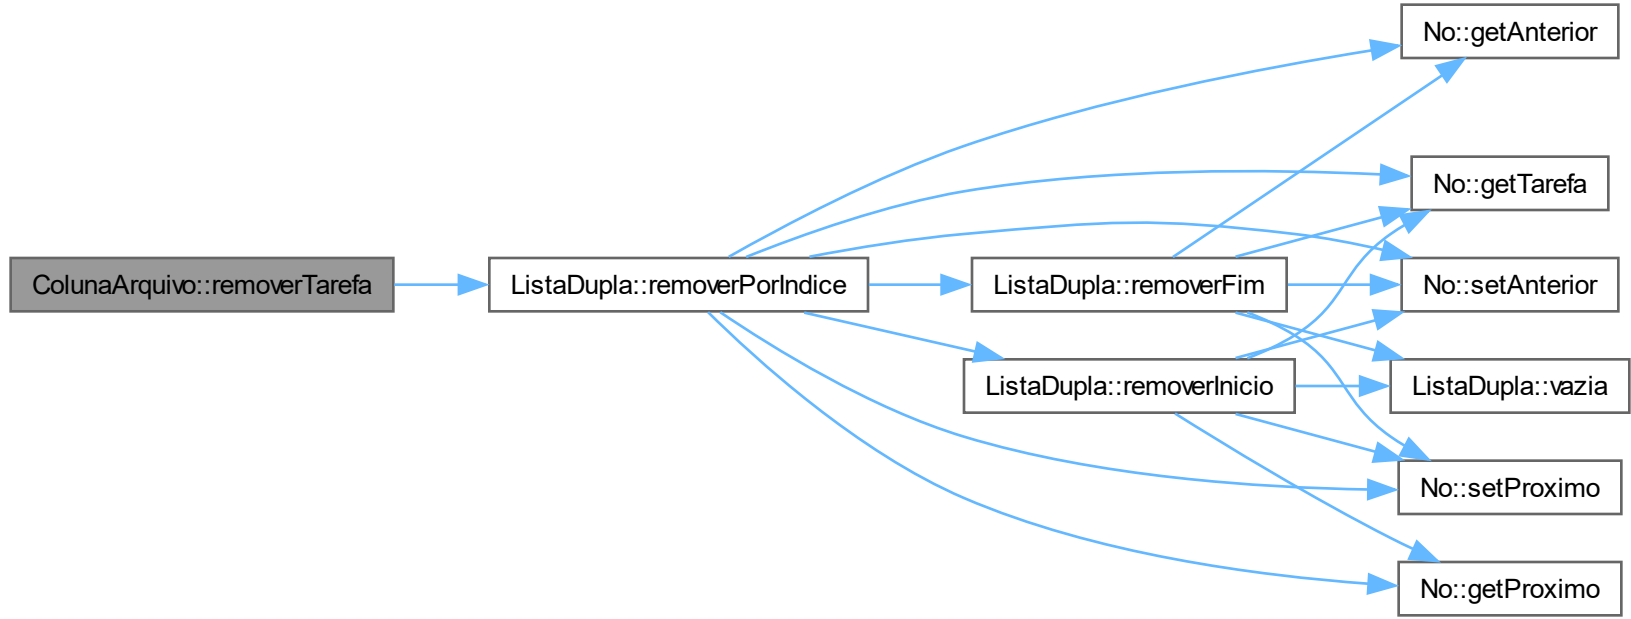 No::getAnterior
No::getTarefa
ColunaArquivo::removerTarefa
ListaDupla::removerPorIndice
ListaDupla::removerFim
No::setAnterior
ListaDupla::removerInicio
ListaDupla::vazia
No::setProximo
No::getProximo